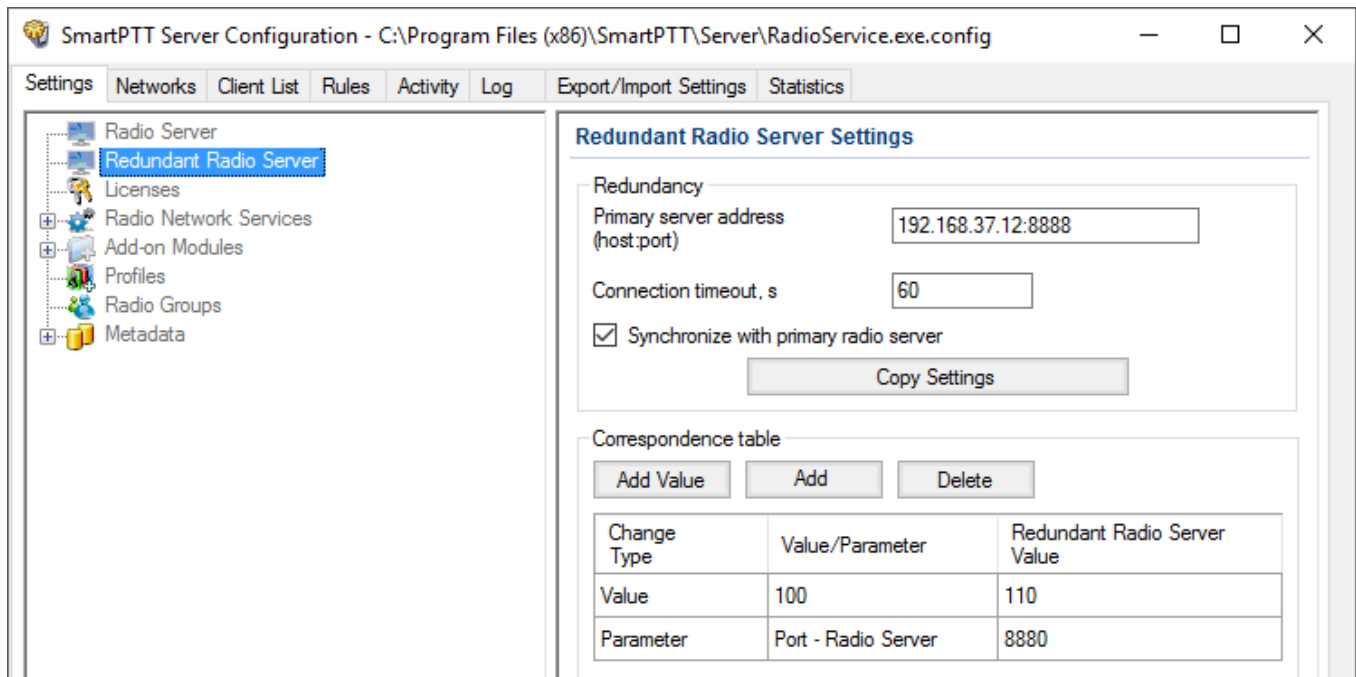 SmartPTT Server Configuration - C:\Program Files (x86)\SmartPTT\Server\RadioService.exe.config
Settings Networks Client List Rules Activity Log Export/Import Settings Statistics
Radio Server
Redundant Radio Server
Licenses
Radio Network Services
Add-on Modules
Profiles
Radio Groups
Metadata
Redundant Radio Server Settings
Redundancy
Primary server address
(host:port)
192.168.37.12:8888
Connection timeout, s
60
Synchronize with primary radio server
Copy Settings
Correspondence table
Add Value Add Delete
Change
Type
Value/Parameter
Redundant Radio Server
Value
Value 100 110
Parameter Port - Radio Server 8880